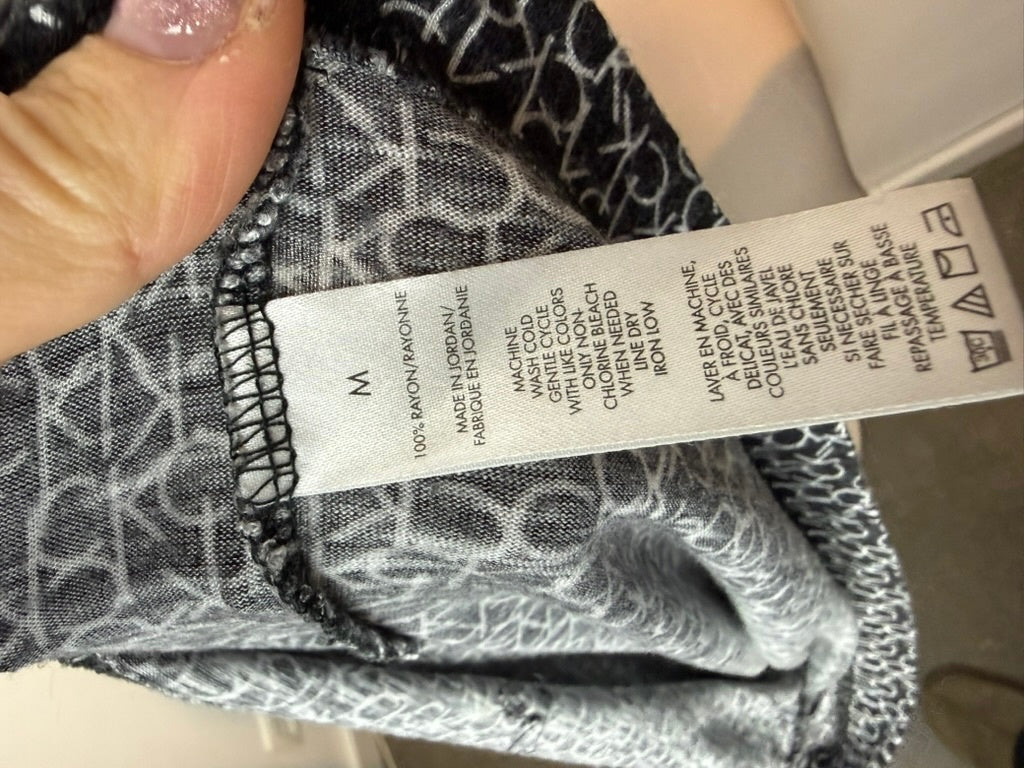 M
100% RAYON/RAYONNE
MADE IN JORDAN/
FABRIQUE EN JORDANIE
MACHINE
WASH COLD
GENTLE CYCLE
WITH LIKE COLORS
ONLY NON-
CHLORINE BLEACH
WHEN NEEDED
LINE DRY
IRON LOW
LAVER EN MACHINE,
À FROID, CYCLE
DELICAT AVEC DES
COULEURS SIMILAIRES
L'EAU DE JAVEL
SANS CHLORE
SEULEMENT
SI NECESSAIRE
FAIRE SECHER SUR
FIL A LINGE
REPASSAGE À BASSE
TEMPERATURE
30C